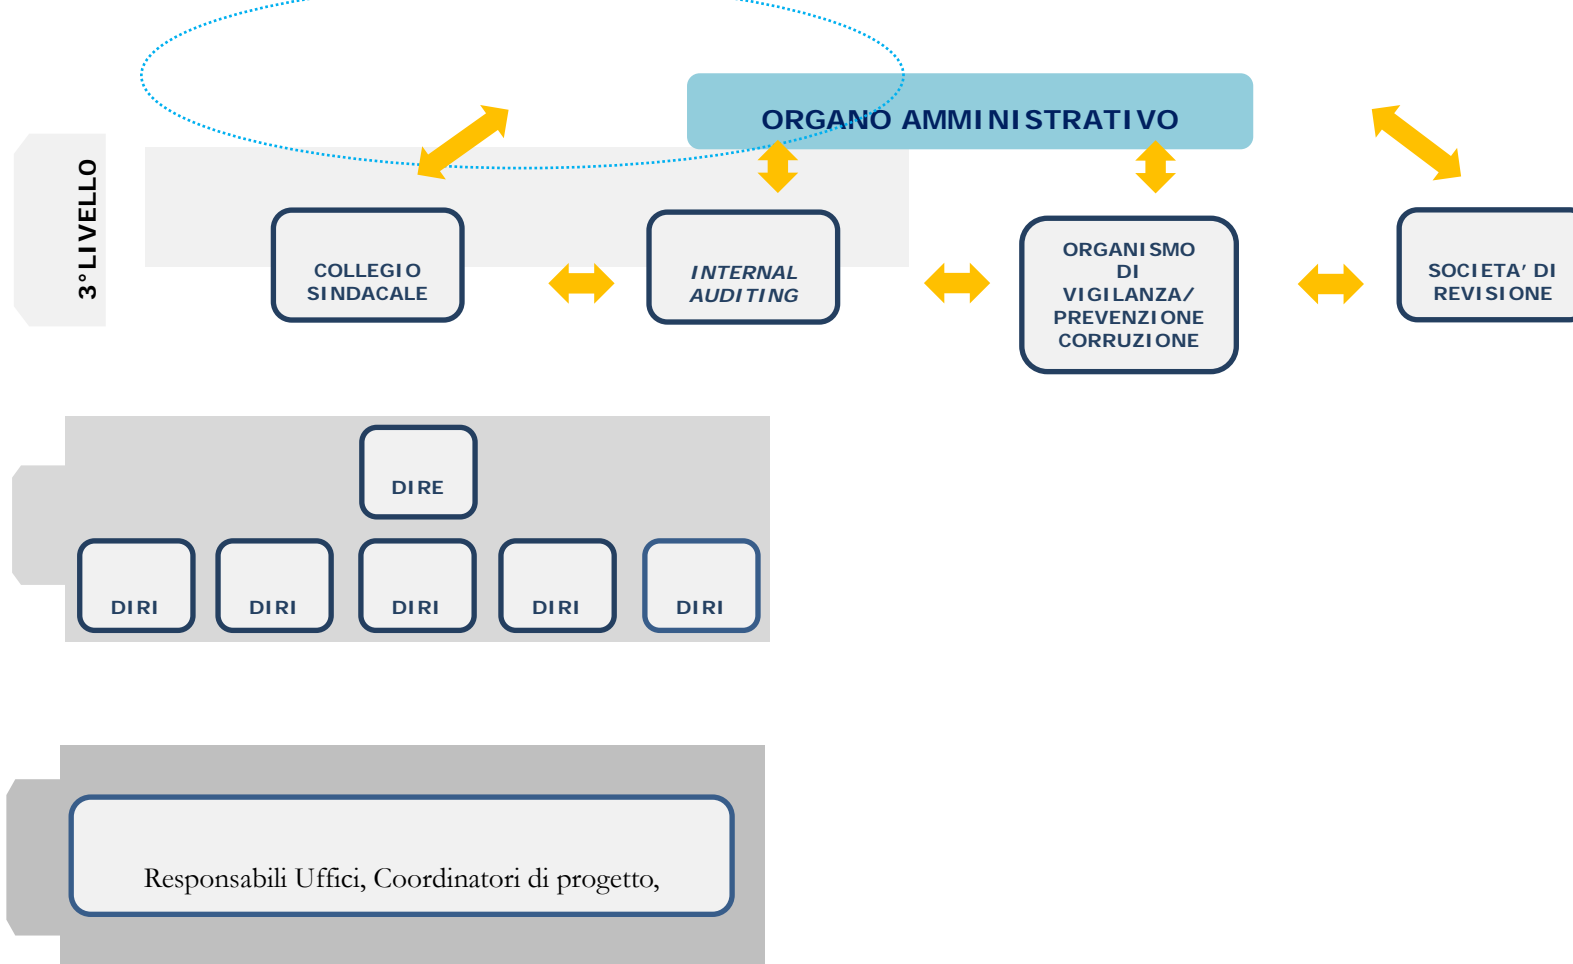 ORGANO AMMINISTRATIVO
3°LIVELLO
COLLEGIO
SINDACALE
INTERNAL
AUDITING
ORGANISMO
DI
VIGILANZA/
PREVENZIONE
CORRUZIONE
SOCIETA' DI
REVISIONE
DIRE
DIRI
DIRI
DIRI
DIRI
DIRI
Responsabili Uffici, Coordinatori di progetto,